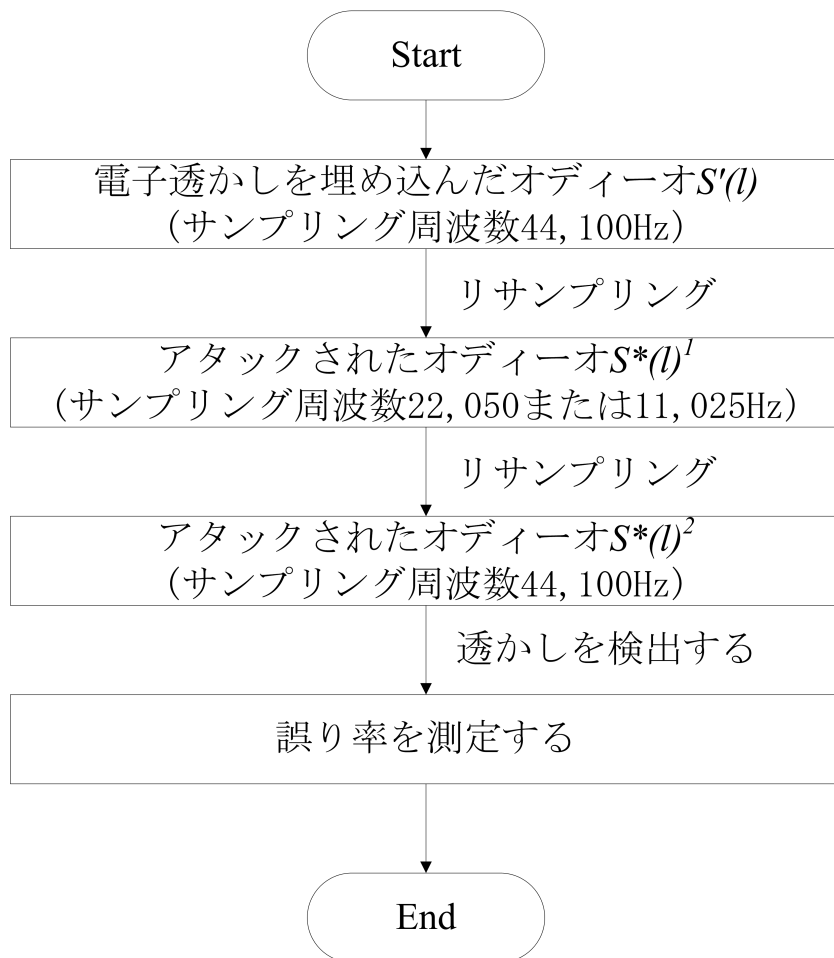 Start
電子透かしを埋め込んだオディーオS'(l)
(サンプリング周波数44,100Hz)
リサンプリング
アタックされたオディーオS*(l)¹
(サンプリング周波数22,050または11,025Hz)
リサンプリング
アタックされたオディーオS*(l)²
(サンプリング周波数44,100Hz)
透かしを検出する
誤り率を測定する
End